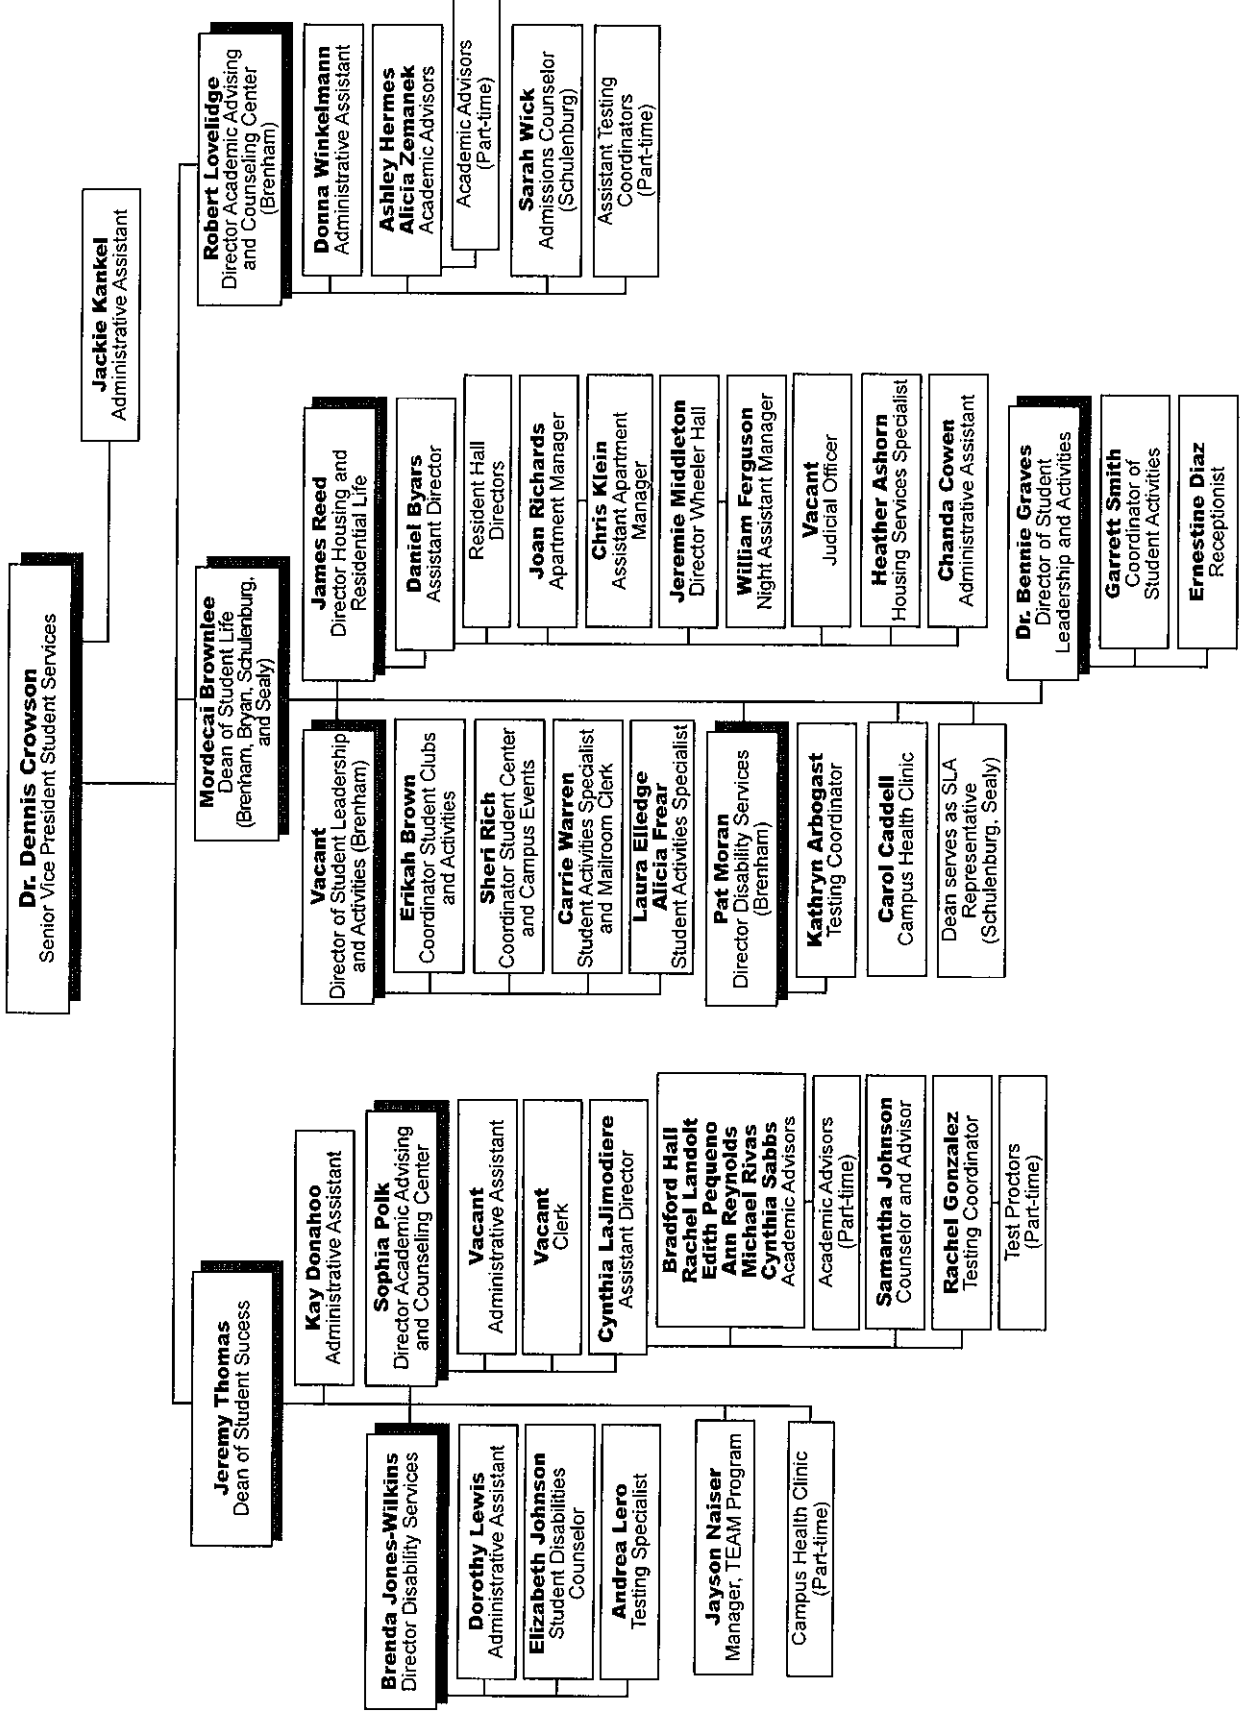 Dr. Dennis Crowson
Senior Vice President Student Services
Jackie Kankel
Administrative Assistant
Jeremy Thomas
Dean of Student Sucess
Kay Donahoo
Administrative Assistant
Brenda Jones-Wilkins
Director Disability Services
Dorothy Lewis
Administrative Assistant
Elizabeth Johnson
Student Disabilities
Counselor
Andrea Lero
Testing Specialist
Jayson Naiser
Manager, TEAM Program
Campus Health Clinic
(Part-time)
Sophia Polk
Director Academic Advising
and Counseling Center
Vacant
Administrative Assistant
Vacant
Clerk
Cynthia LaJimodiere
Assistant Director
Bradford Hall
Rachel Landolt
Edith Pequeno
Ann Reynolds
Michael Rivas
Cynthia Sabbs
Academic Advisors
Academic Advisors
(Part-time)
Samantha Johnson
Counselor and Advisor
Rachel Gonzalez
Testing Coordinator
Test Proctors
(Part-time)
Mordecai Brownlee
Dean of Student Life
(Brenham, Bryan, Schulenburg,
and Sealy)
Vacant
Director of Student Leadership
and Activities (Brenham)
Erikah Brown
Coordinator Student Clubs
and Activities
Sheri Rich
Coordinator Student Center
and Campus Events
Carrie Warren
Student Activities Specialist
and Mailroom Clerk
Laura Elledge
Alicia Frear
Student Activities Specialist
Pat Moran
Director Disability Services
(Brenham)
Kathryn Arbogast
Testing Coordinator
Carol Caddell
Campus Health Clinic
Dean serves as SLA
Representative
(Schulenburg, Sealy)
James Reed
Director Housing and
Residential Life
Daniel Byars
Assistant Director
Resident Hall
Directors
Joan Richards
Apartment Manager
Chris Klein
Assistant Apartment
Manager
Jeremie Middleton
Director Wheeler Hall
William Ferguson
Night Assistant Manager
Vacant
Judicial Officer
Heather Ashorn
Housing Services Specialist
Chanda Cowen
Administrative Assistant
Dr. Bennie Graves
Director of Student
Leadership and Activities
Garrett Smith
Coordinator of
Student Activities
Ernestine Diaz
Receptionist
Robert Lovelidge
Director Academic Advising
and Counseling Center
(Brenham)
Donna Winkelmann
Administrative Assistant
Ashley Hermes
Alicia Zemanek
Academic Advisors
Academic Advisors
(Part-time)
Sarah Wick
Admissions Counselor
(Schulenburg)
Assistant Testing
Coordinators
(Part-time)